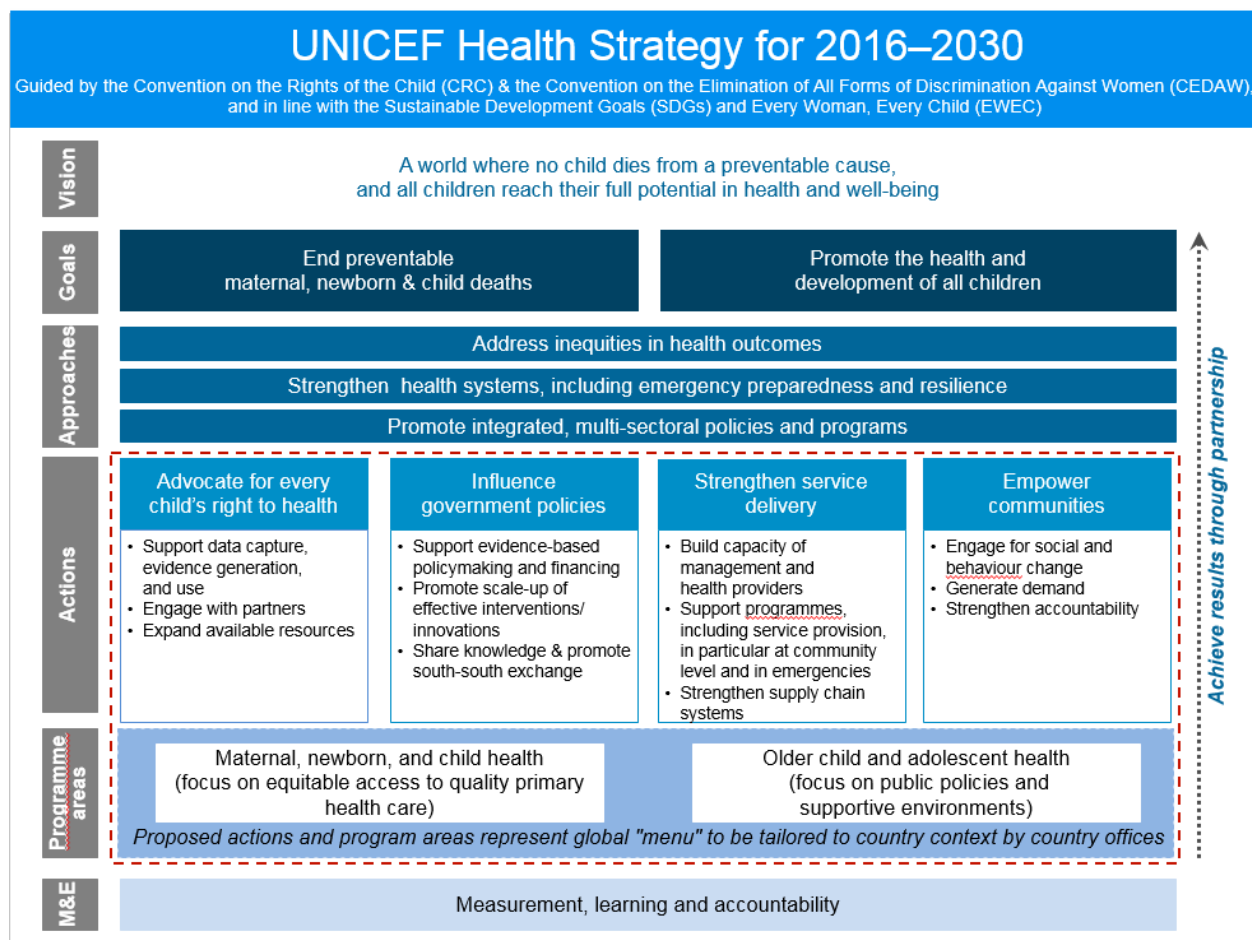 UNICEF Health Strategy for 2016–2030
Guided by the Convention on the Rights of the Child (CRC) & the Convention on the Elimination of All Forms of Discrimination Against Women (CEDAW),
and in line with the Sustainable Development Goals (SDGs) and Every Woman, Every Child (EWEC)
Vision
A world where no child dies from a preventable cause,
and all children reach their full potential in health and well-being
Goals
End preventable
maternal, newborn & child deaths
Promote the health and
development of all children
Approaches
Address inequities in health outcomes
Strengthen health systems, including emergency preparedness and resilience
Promote integrated, multi-sectoral policies and programs
Actions
Advocate for every
child's right to health
• Support data capture,
evidence generation,
and use
• Engage with partners
• Expand available resources
Influence
government policies
• Support evidence-based
policymaking and financing
• Promote scale-up of
effective interventions/
innovations
• Share knowledge & promote
south-south exchange
Strengthen service
delivery
• Build capacity of
management and
health providers
• Support programmes,
including service provision,
in particular at community
level and in emergencies
• Strengthen supply chain
systems
Empower
communities
• Engage for social and
behaviour change
• Generate demand
• Strengthen accountability
Programme
areas
Maternal, newborn, and child health
(focus on equitable access to quality primary
health care)
Older child and adolescent health
(focus on public policies and
supportive environments)
Proposed actions and program areas represent global "menu" to be tailored to country context by country offices
M&E
Measurement, learning and accountability
Achieve results through partnership